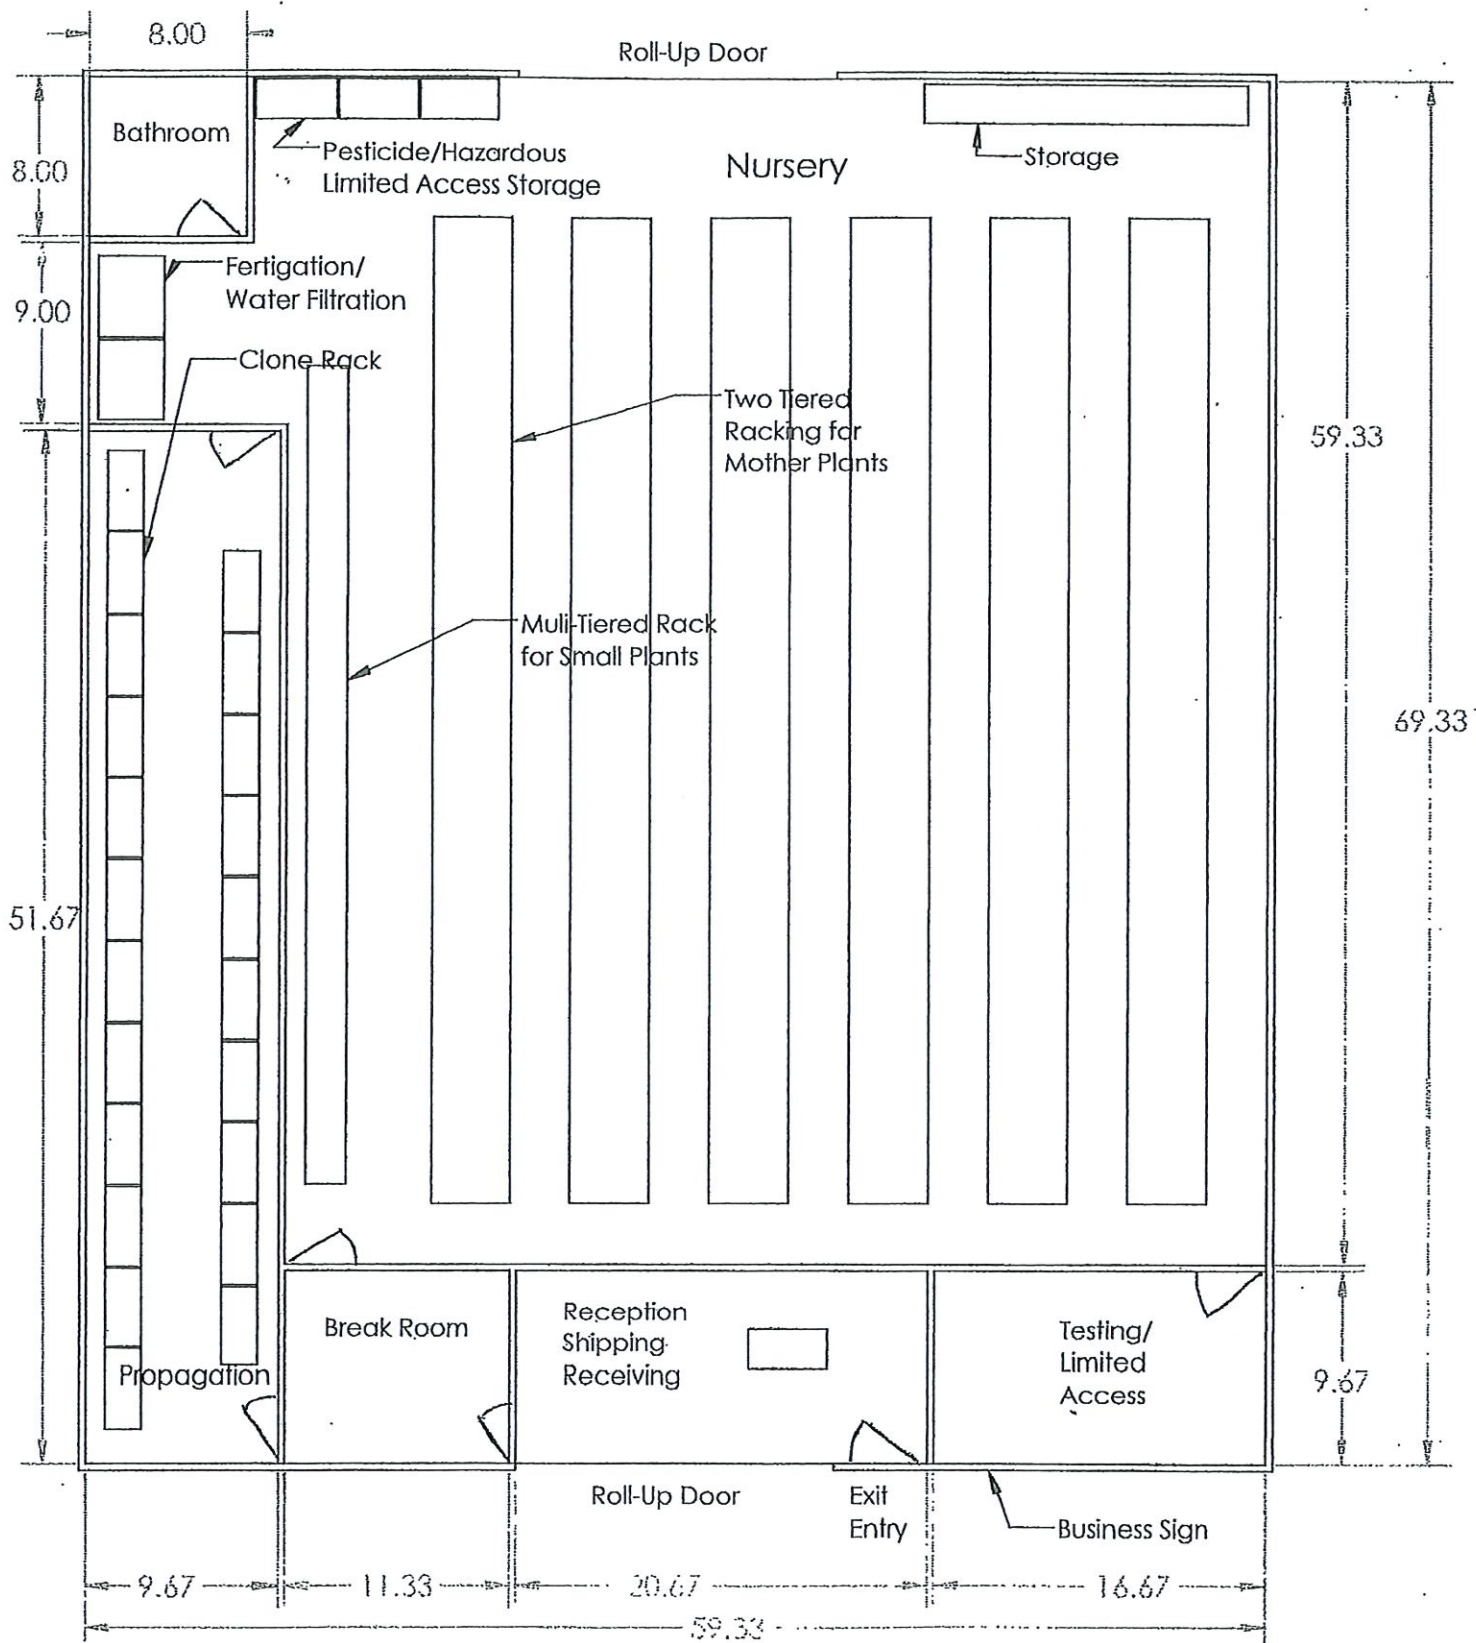 8.00
Roll-Up Door
Bathroom
Pesticide/Hazardous
Limited Access Storage
Nursery
Storage
8.00
Fertigation/
Water Filtration
9.00
Clone Rack
Two Tiered
Racking for
Mother Plants
59.33
Muli-Tiered Rack
for Small Plants
69.33
51.67
Break Room
Reception
Shipping
Receiving
Testing/
Limited
Access
Propagation
9.67
Roll-Up Door
Exit
Entry
Business Sign
9.67
11.33
20.67
16.67
59.33